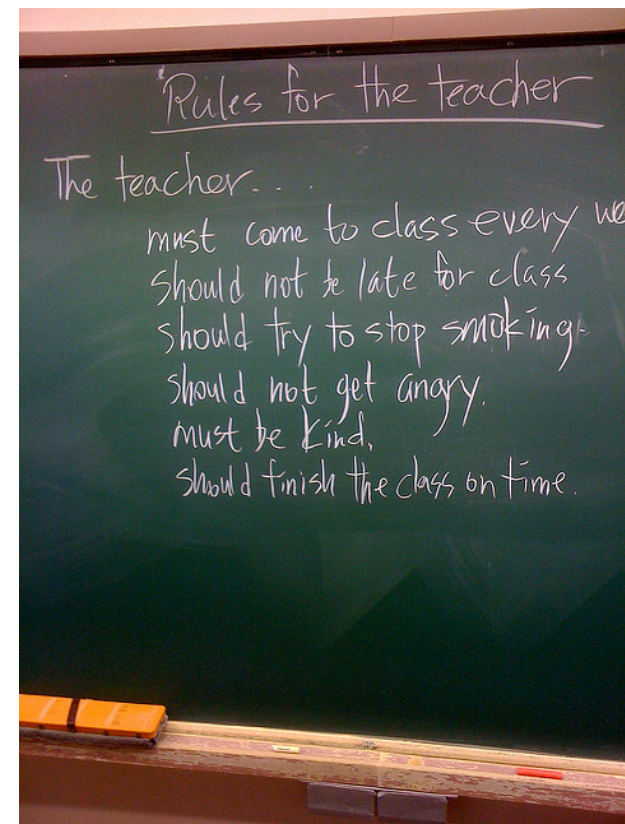 Rules for the teacher
The teacher....
must come to class every we
should not be late for class
should try to stop smoking.
should not get angry.
must be kind.
should finish the class on time.